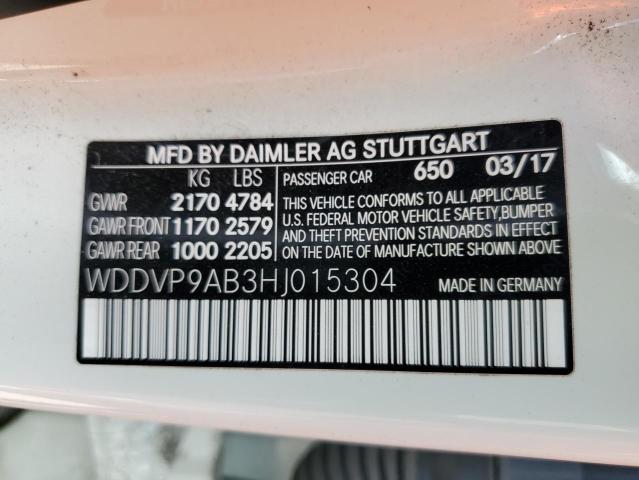 MFD BY DAIMLER AG STUTTGART
KG LBS
GVWR 2170 4784
GAWR FRONT 1170 2579
GAWR REAR 1000 2205
PASSENGER CAR 650 03/17
THIS VEHICLE CONFORMS TO ALL APPLICABLE
U.S. FEDERAL MOTOR VEHICLE SAFETY,BUMPER
AND THEFT PREVENTION STANDARDS IN EFFECT
ON THE DATE OF MANUFACTURE SHOWN ABOVE.
WDDVP9AB3HJ015304
MADE IN GERMANY